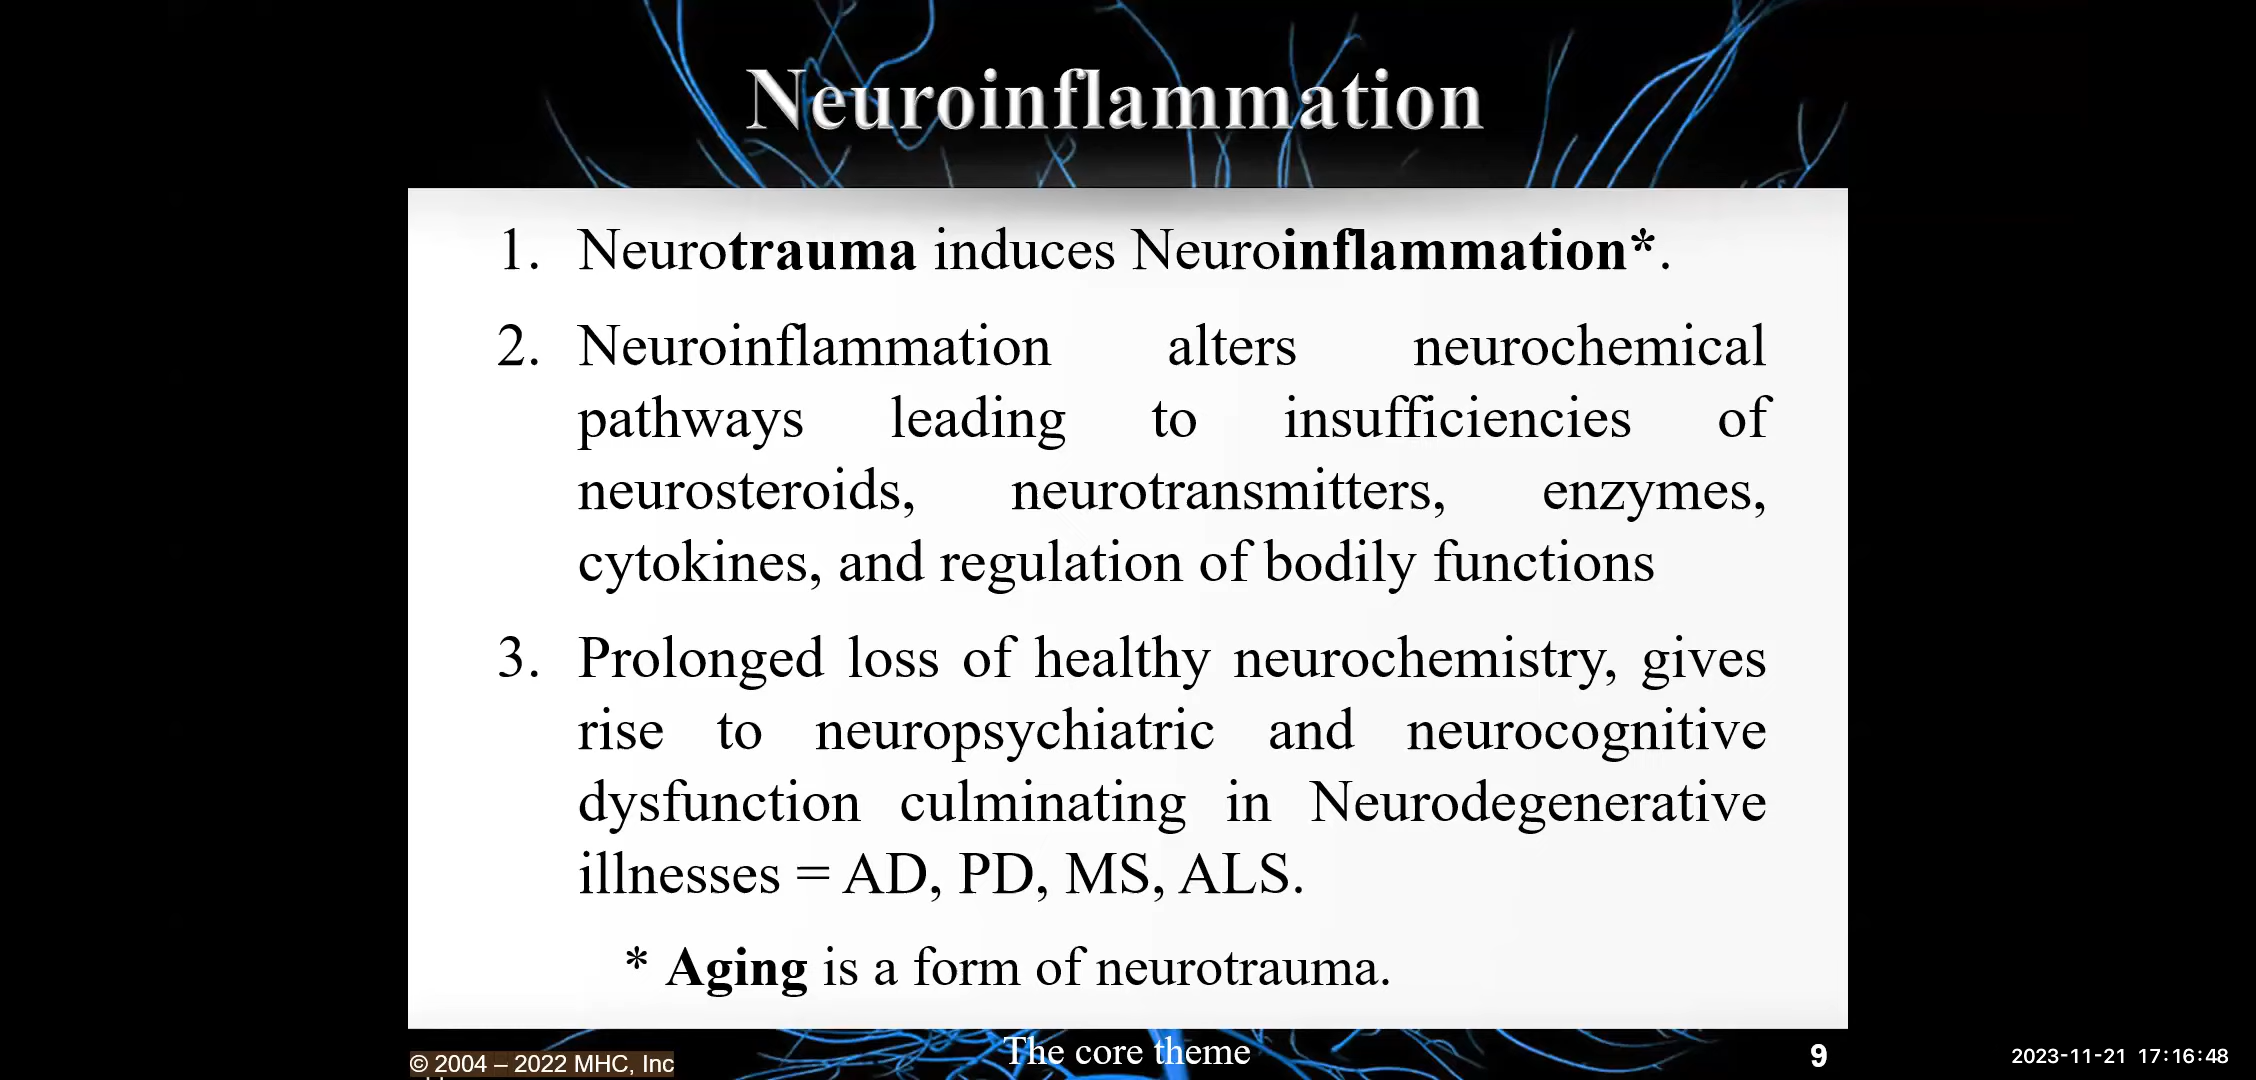 Neuroinflammation
1. Neurotrauma induces Neuroinflammation*.
2. Neuroinflammation alters neurochemical
pathways leading to insufficiencies of
neurosteroids, neurotransmitters, enzymes,
cytokines, and regulation of bodily functions
3. Prolonged loss of healthy neurochemistry, gives
rise to neuropsychiatric and neurocognitive
dysfunction culminating in Neurodegenerative
illnesses = AD, PD, MS, ALS.
* Aging is a form of neurotrauma.
The core theme
© 2004 – 2022 MHC, Inc
9
2023-11-21 17:16:48